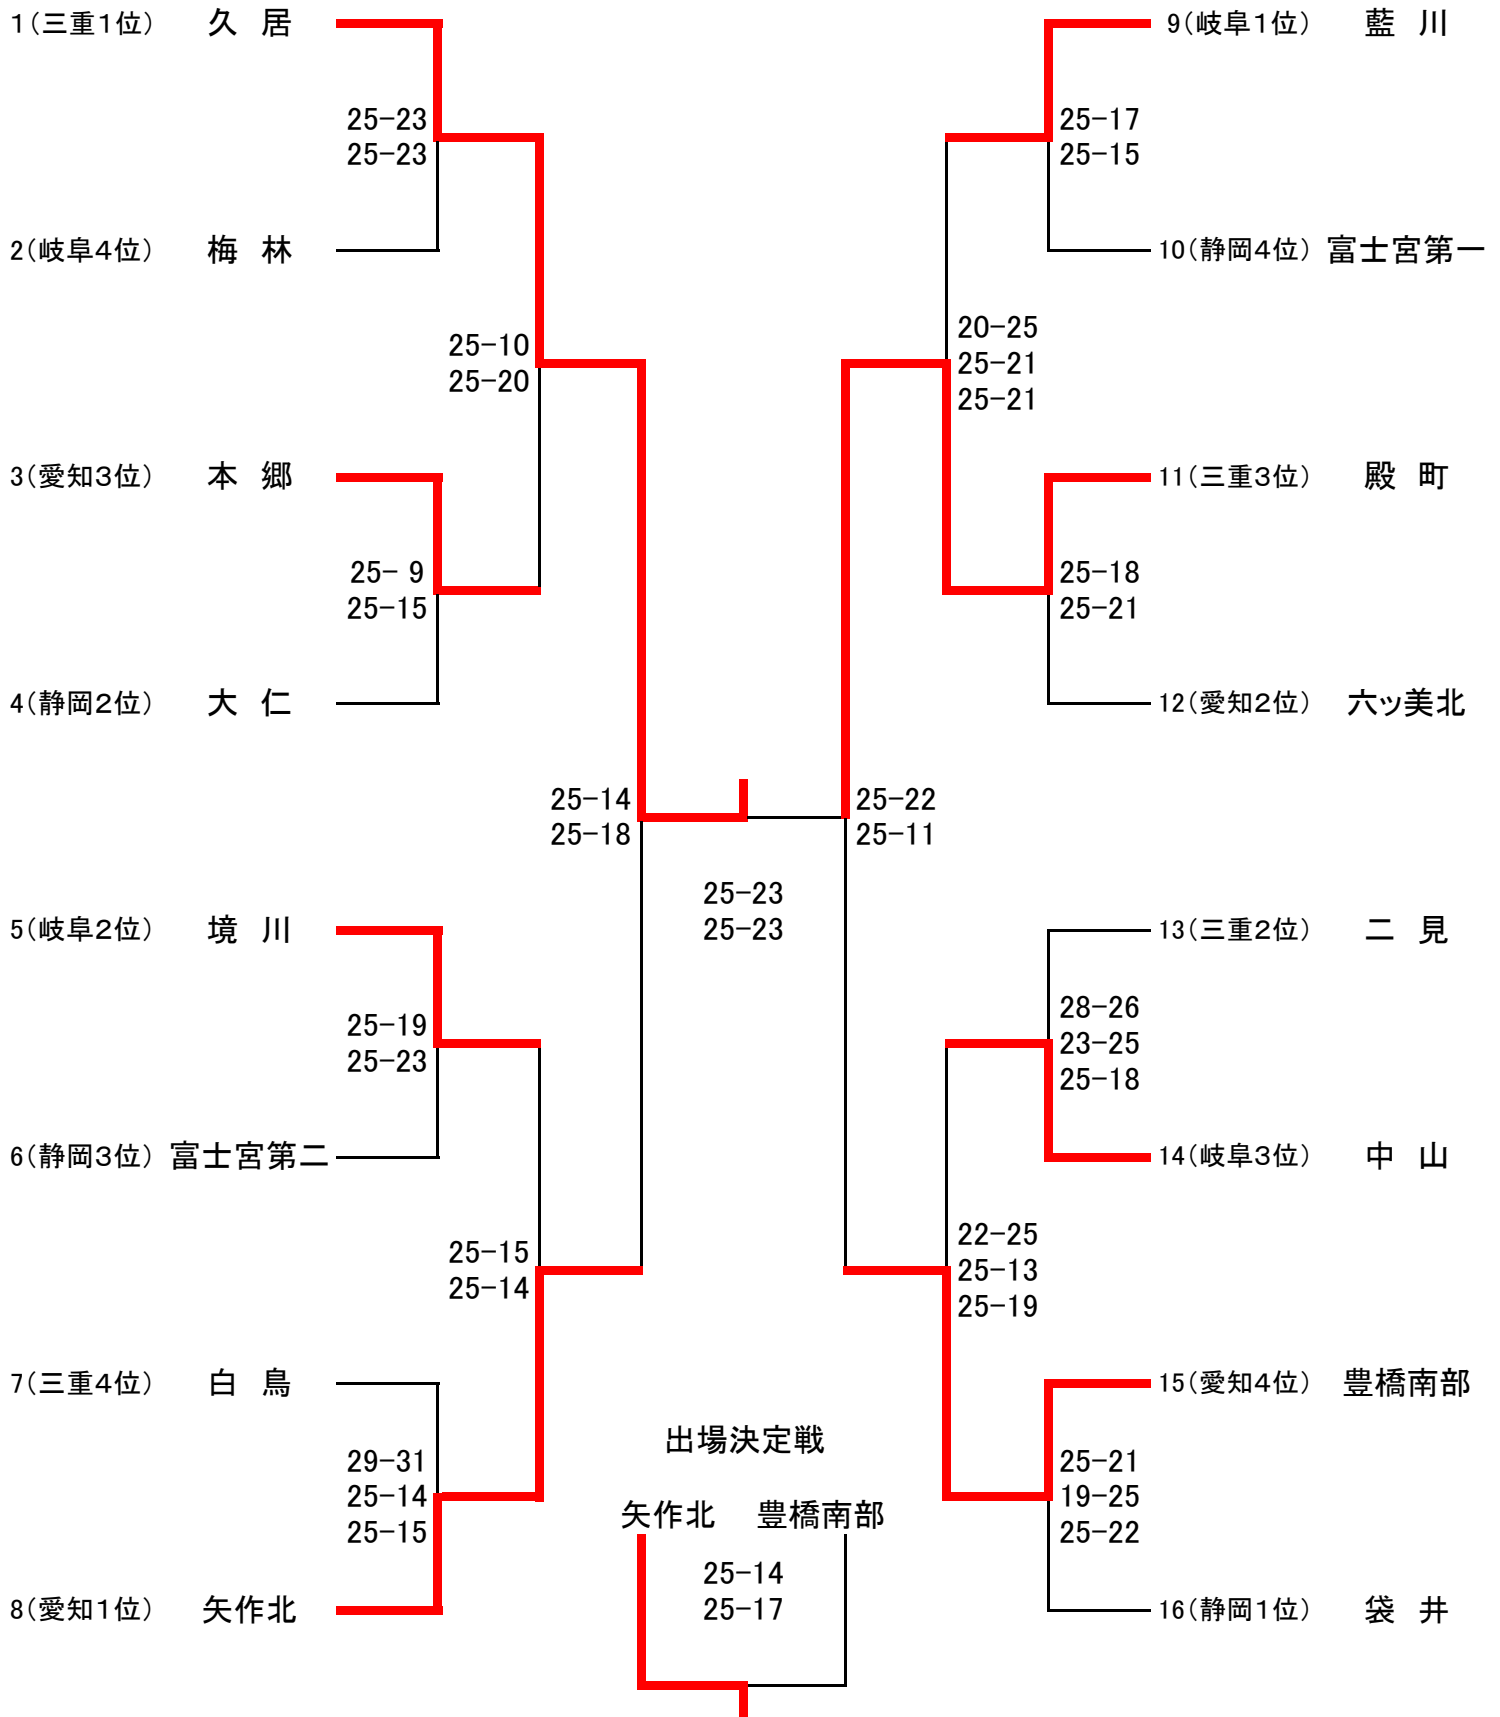 1(三重1位) 久 居
25-23
25-23
2(岐阜4位) 梅 林
25-10
25-20
3(愛知3位) 本 郷
25- 9
25-15
4(静岡2位) 大 仁
25-14
25-18
5(岐阜2位) 境 川
25-19
25-23
6(静岡3位) 富士宮第二
25-15
25-14
7(三重4位) 白 鳥
29-31
25-14
25-15
8(愛知1位) 矢作北
25-23
25-23
9(岐阜1位) 藍 川
25-17
25-15
10(静岡4位) 富士宮第一
20-25
25-21
25-21
11(三重3位) 殿 町
25-18
25-21
12(愛知2位) 六ッ美北
25-22
25-11
13(三重2位) 二 見
28-26
23-25
25-18
14(岐阜3位) 中 山
22-25
25-13
25-19
15(愛知4位) 豊橋南部
25-21
19-25
25-22
16(静岡1位) 袋 井
出場決定戦
矢作北 豊橋南部
25-14
25-17